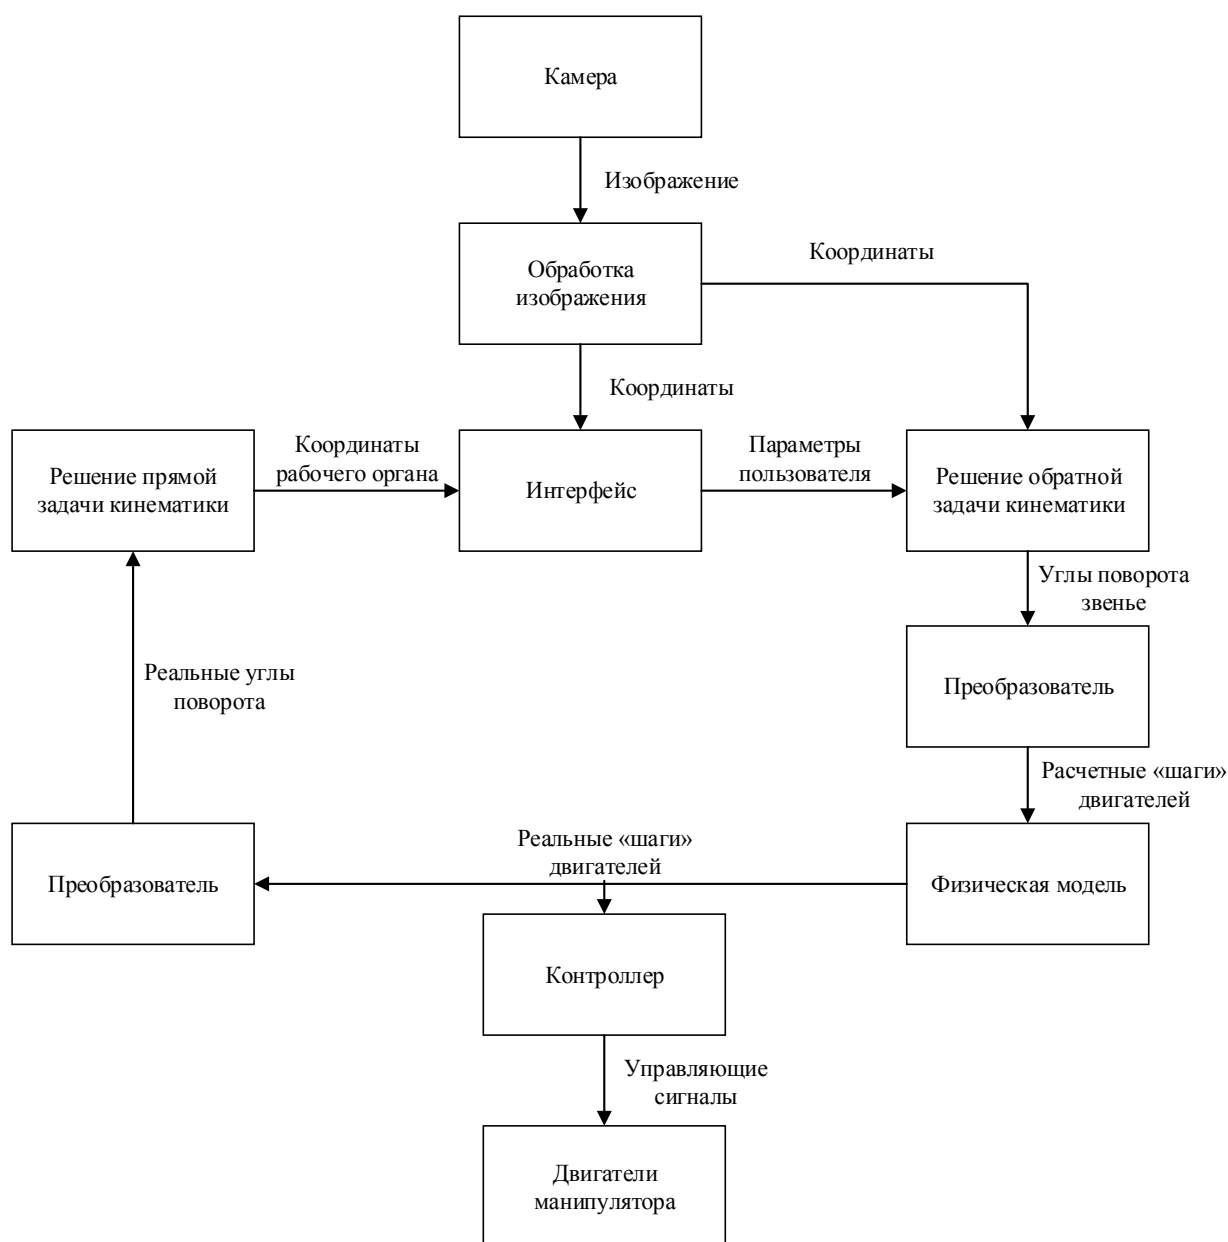 Камера
Изображение
Обработка
изображения
Координаты
Координаты
Решение прямой
задачи кинематики
Координаты
рабочего органа
Интерфейс
Параметры
пользователя
Решение обратной
задачи кинематики
Углы поворота
звенье
Реальные углы
поворота
Преобразователь
Расчетные «шаги»
двигателей
Преобразователь
Реальные «шаги»
двигателей
Физическая модель
Контроллер
Управляющие
сигналы
Двигатели
манипулятора